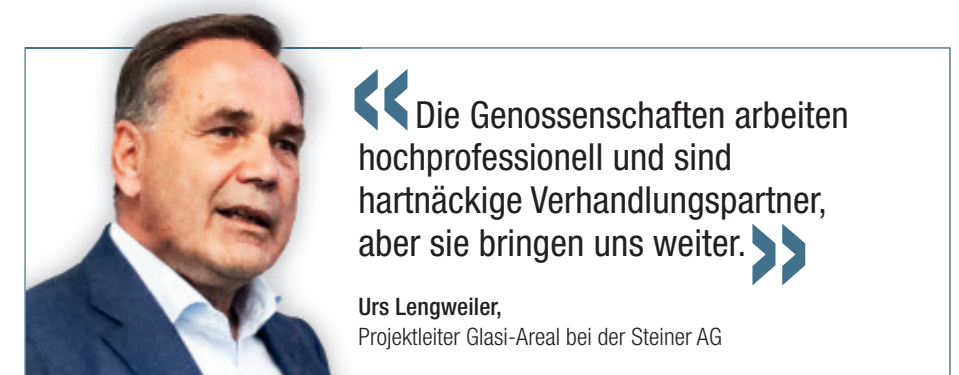 «Die Genossenschaften arbeiten
hochprofessionell und sind
hartnäckige Verhandlungspartner,
aber sie bringen uns weiter.»
Urs Lengweiler,
Projektleiter Glasi-Areal bei der Steiner AG